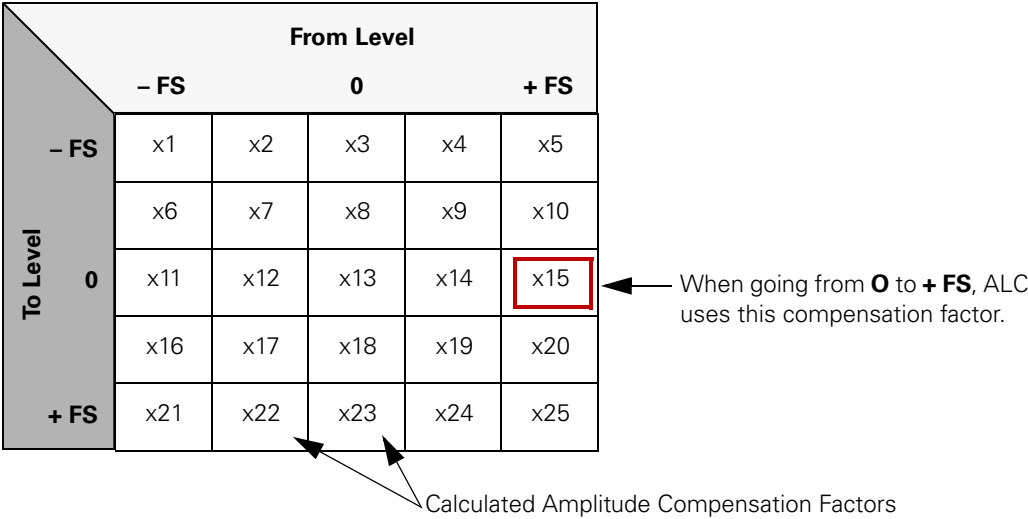 From Level
– FS 0 + FS
To Level
– FS x1 x2 x3 x4 x5
x6 x7 x8 x9 x10
0 x11 x12 x13 x14 x15
x16 x17 x18 x19 x20
+ FS x21 x22 x23 x24 x25
When going from O to + FS, ALC
uses this compensation factor.
Calculated Amplitude Compensation Factors